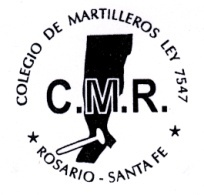 COLEGIO DE MARTILLEROS LEY 7547
C.M.R.
ROSARIO - SANTA FE